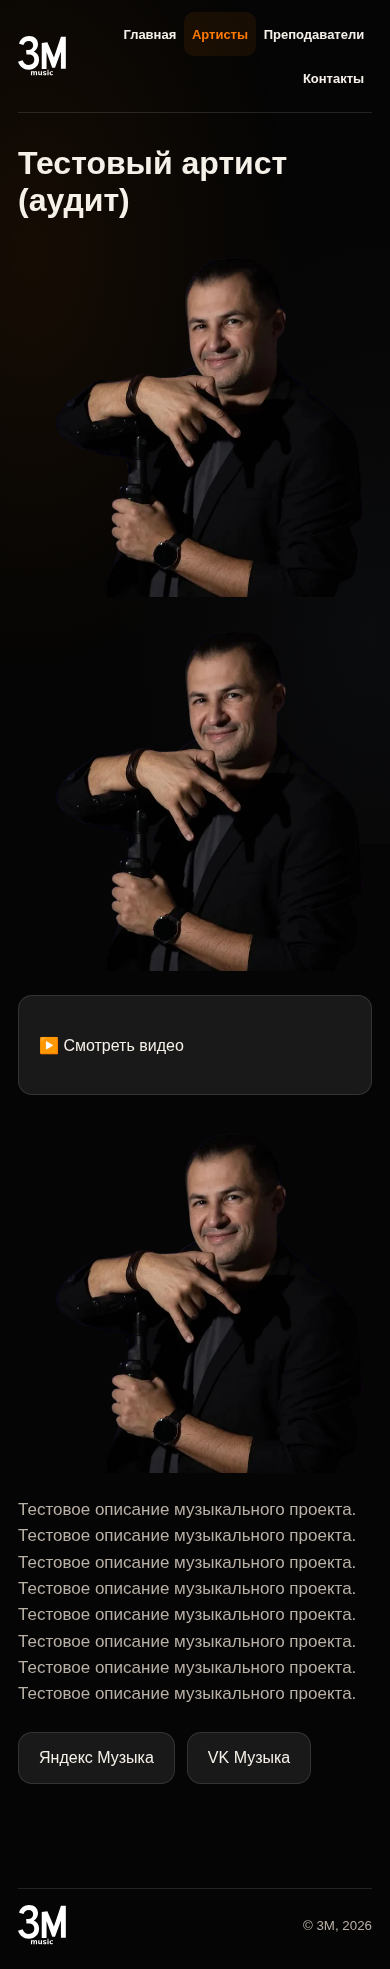 3M
music
Главная
Артисты
Преподаватели
Контакты
Тестовый артист
(аудит)
Смотреть видео
Тестовое описание музыкального проекта.
Тестовое описание музыкального проекта.
Тестовое описание музыкального проекта.
Тестовое описание музыкального проекта.
Тестовое описание музыкального проекта.
Тестовое описание музыкального проекта.
Тестовое описание музыкального проекта.
Тестовое описание музыкального проекта.
Яндекс Музыка
VK Музыка
3M
music
© 3M, 2026